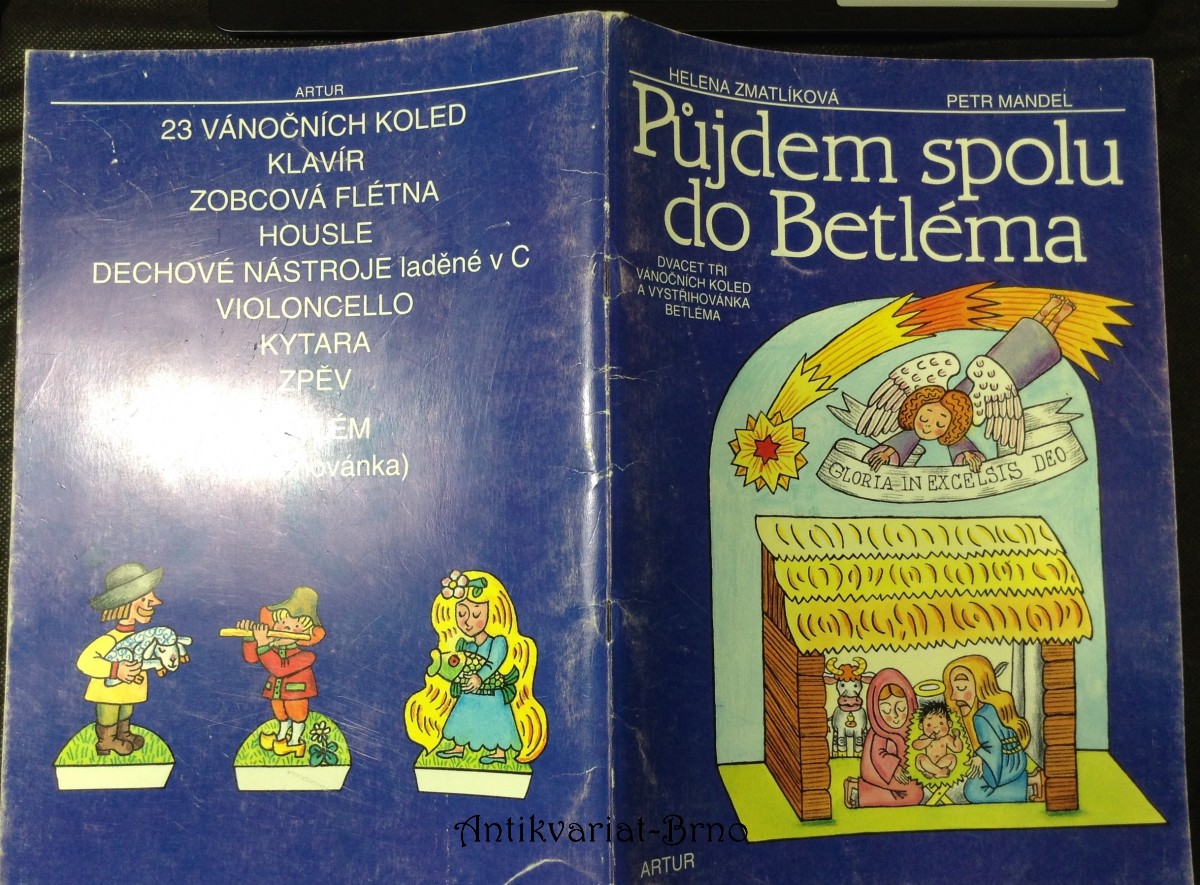 ARTUR
23 VÁNOČNÍCH KOLED
KLAVÍR
ZOBCOVÁ FLÉTNA
HOUSLE
DECHOVÉ NÁSTROJE laděné v C
VIOLONCELLO
KYTARA
ZPĚV
HELENA ZMATLÍKOVÁ
PETR MANDEL
Půjdem spolu
do Betléma
DVACET TŘI
VÁNOČNÍCH KOLED
A VYSTŘIHOVÁNKA
BETLÉMA
GLORIA IN EXCELSIS DEO
ARTUR
Antikvariat-Brno